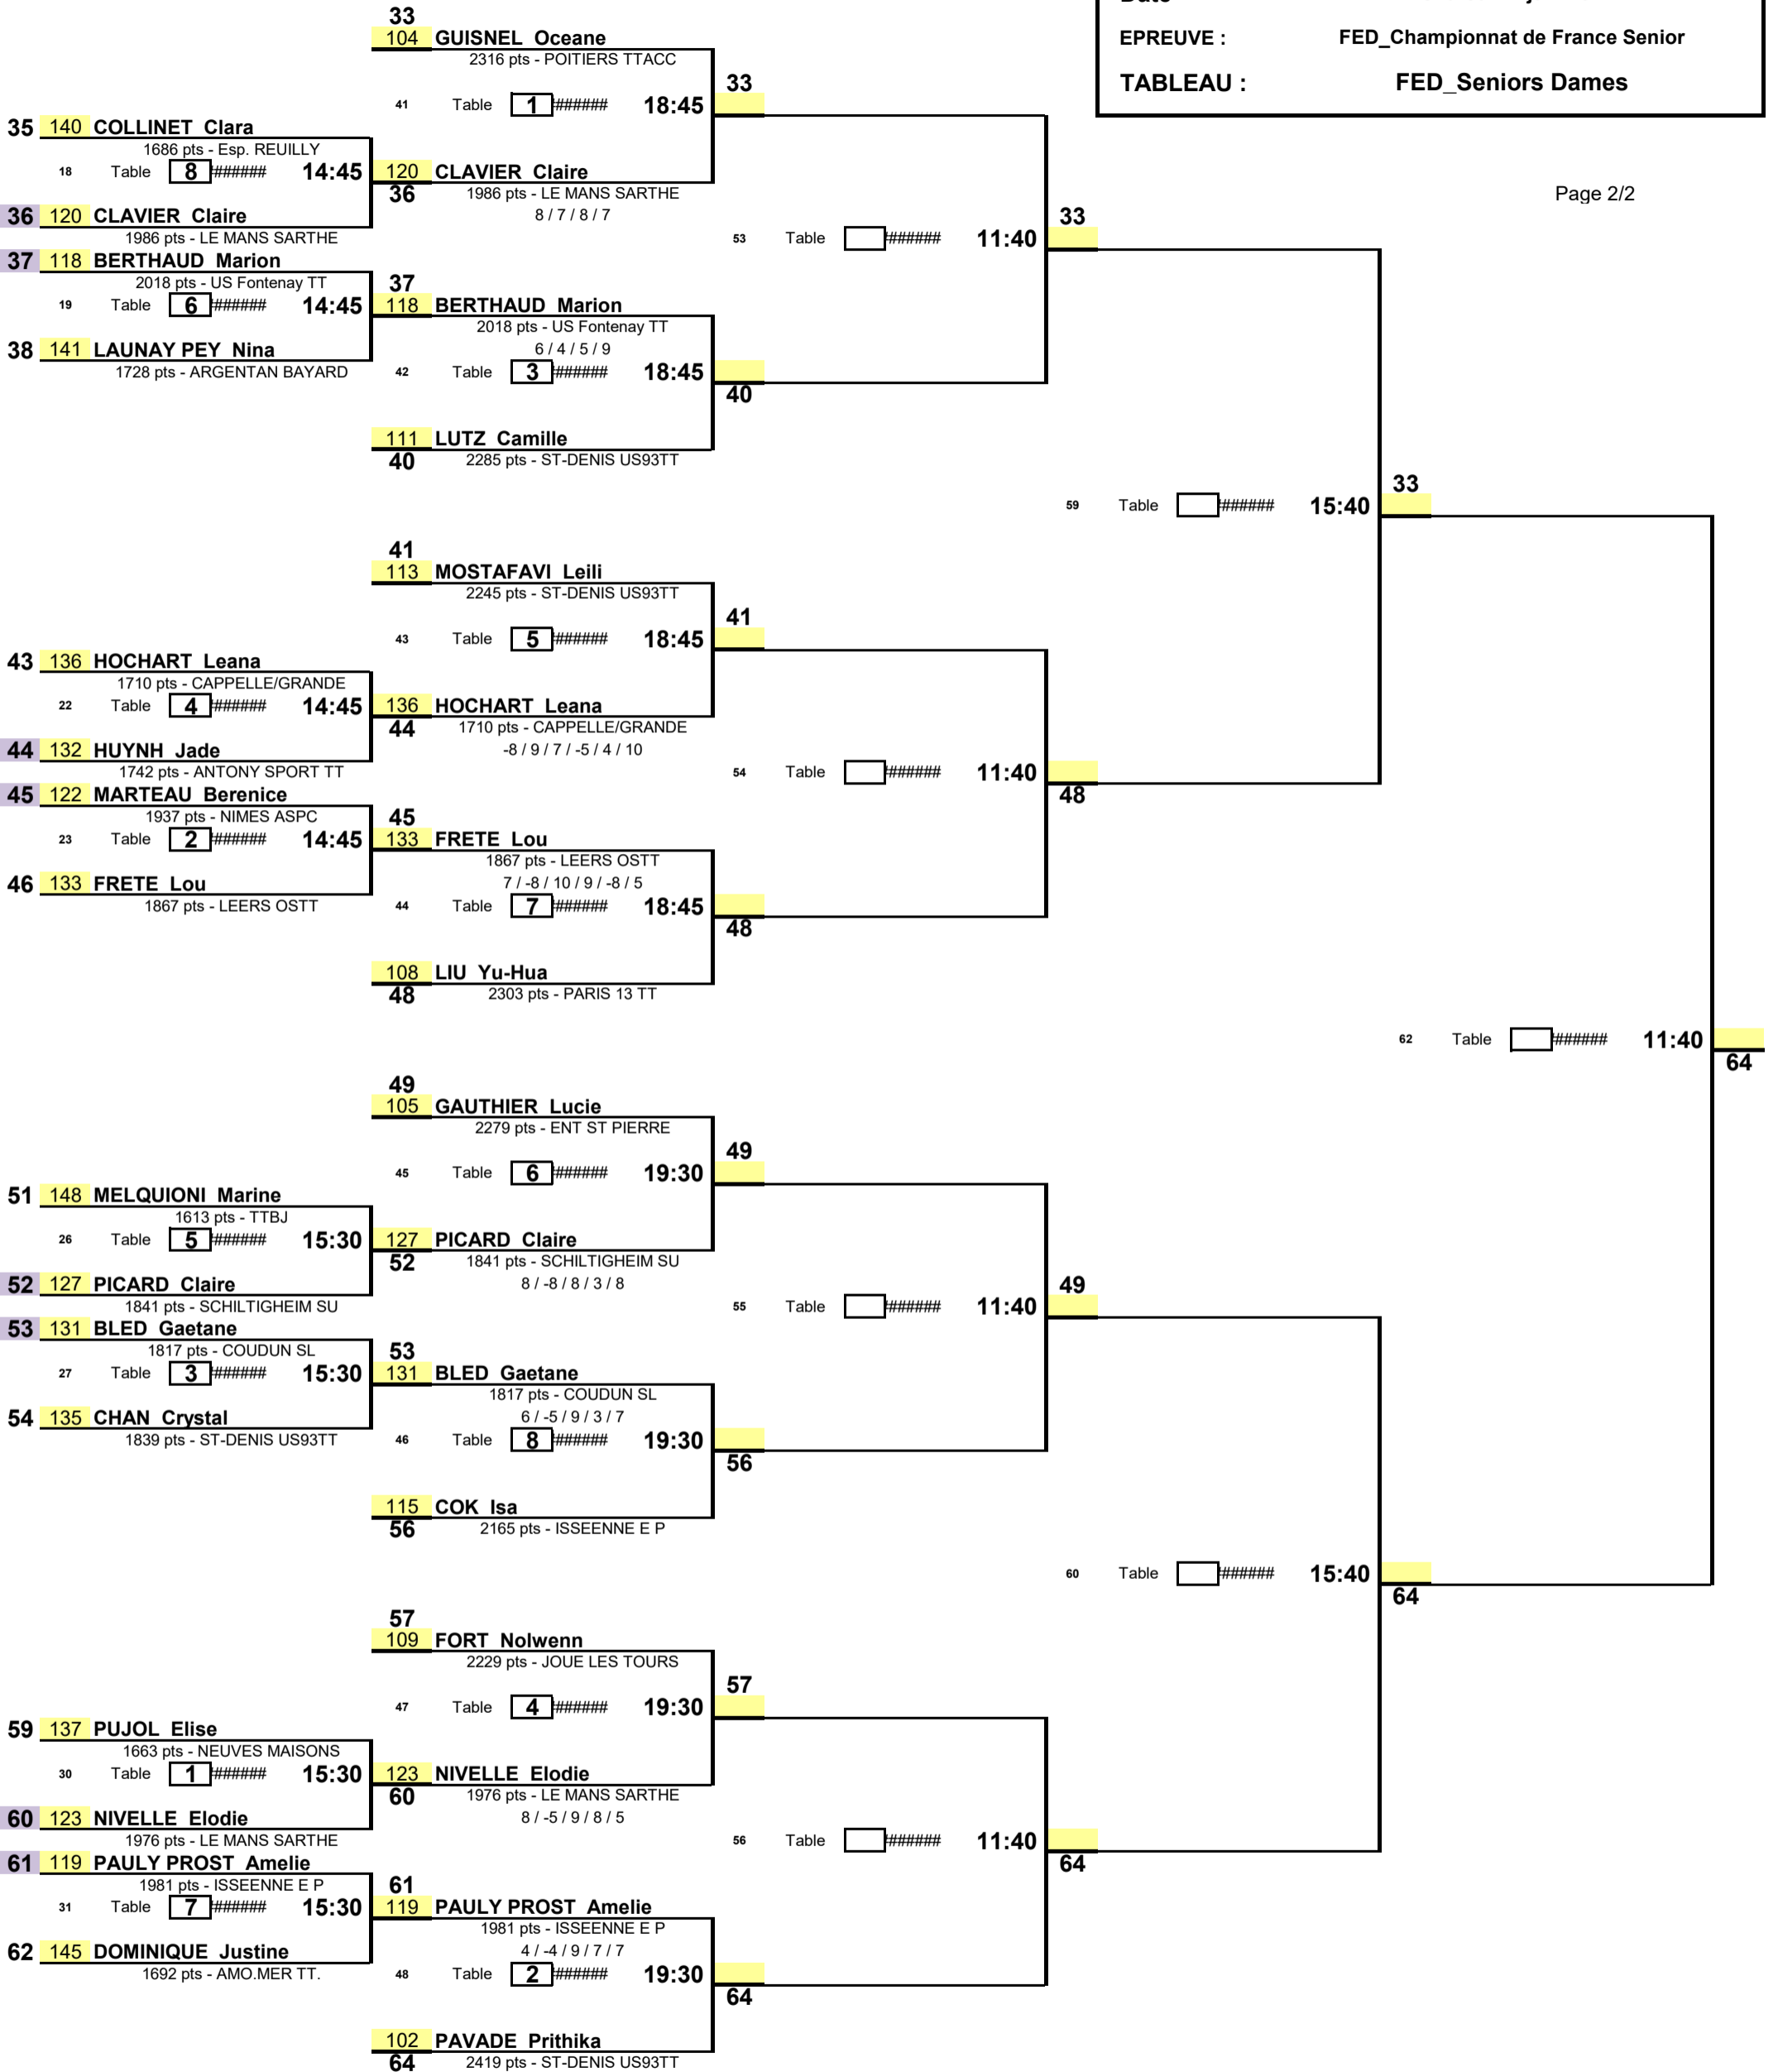 33
104 GUISNEL Oceane
2316 pts - POITIERS TTACC
EPREUVE : FED_Championnat de France Senior
TABLEAU : FED_Seniors Dames
Page 2/2
41 Table 1 ###### 18:45
33
35 140 COLLINET Clara
1686 pts - Esp. REUILLY
18 Table 8 ###### 14:45
120 CLAVIER Claire
36 1986 pts - LE MANS SARTHE
8 / 7 / 8 / 7
36 120 CLAVIER Claire
1986 pts - LE MANS SARTHE
53 Table ###### 11:40
33
37 118 BERTHAUD Marion
2018 pts - US Fontenay TT
19 Table 6 ###### 14:45
37
118 BERTHAUD Marion
2018 pts - US Fontenay TT
6 / 4 / 5 / 9
38 141 LAUNAY PEY Nina
1728 pts - ARGENTAN BAYARD
42 Table 3 ###### 18:45
40
111 LUTZ Camille
40 2285 pts - ST-DENIS US93TT
59 Table ###### 15:40
33
41
113 MOSTAFAVI Leili
2245 pts - ST-DENIS US93TT
43 Table 5 ###### 18:45
41
43 136 HOCHART Leana
1710 pts - CAPPELLE/GRANDE
22 Table 4 ###### 14:45
136 HOCHART Leana
44 1710 pts - CAPPELLE/GRANDE
-8 / 9 / 7 / -5 / 4 / 10
44 132 HUYNH Jade
1742 pts - ANTONY SPORT TT
54 Table ###### 11:40
48
45 122 MARTEAU Berenice
1937 pts - NIMES ASPC
23 Table 2 ###### 14:45
45
133 FRETE Lou
1867 pts - LEERS OSTT
7 / -8 / 10 / 9 / -8 / 5
46 133 FRETE Lou
1867 pts - LEERS OSTT
44 Table 7 ###### 18:45
48
108 LIU Yu-Hua
48 2303 pts - PARIS 13 TT
62 Table ###### 11:40
64
49
105 GAUTHIER Lucie
2279 pts - ENT ST PIERRE
45 Table 6 ###### 19:30
49
51 148 MELQUIONI Marine
1613 pts - TTBJ
26 Table 5 ###### 15:30
127 PICARD Claire
52 1841 pts - SCHILTIGHEIM SU
8 / -8 / 8 / 3 / 8
52 127 PICARD Claire
1841 pts - SCHILTIGHEIM SU
55 Table ###### 11:40
49
53 131 BLED Gaetane
1817 pts - COUDUN SL
27 Table 3 ###### 15:30
53
131 BLED Gaetane
1817 pts - COUDUN SL
6 / -5 / 9 / 3 / 7
54 135 CHAN Crystal
1839 pts - ST-DENIS US93TT
46 Table 8 ###### 19:30
56
115 COK Isa
56 2165 pts - ISSEENNE E P
60 Table ###### 15:40
64
57
109 FORT Nolwenn
2229 pts - JOUE LES TOURS
47 Table 4 ###### 19:30
57
59 137 PUJOL Elise
1663 pts - NEUVES MAISONS
30 Table 1 ###### 15:30
123 NIVELLE Elodie
60 1976 pts - LE MANS SARTHE
8 / -5 / 9 / 8 / 5
60 123 NIVELLE Elodie
1976 pts - LE MANS SARTHE
56 Table ###### 11:40
64
61 119 PAULY PROST Amelie
1981 pts - ISSEENNE E P
31 Table 7 ###### 15:30
61
119 PAULY PROST Amelie
1981 pts - ISSEENNE E P
4 / -4 / 9 / 7 / 7
62 145 DOMINIQUE Justine
1692 pts - AMO.MER TT.
48 Table 2 ###### 19:30
64
102 PAVADE Prithika
64 2419 pts - ST-DENIS US93TT